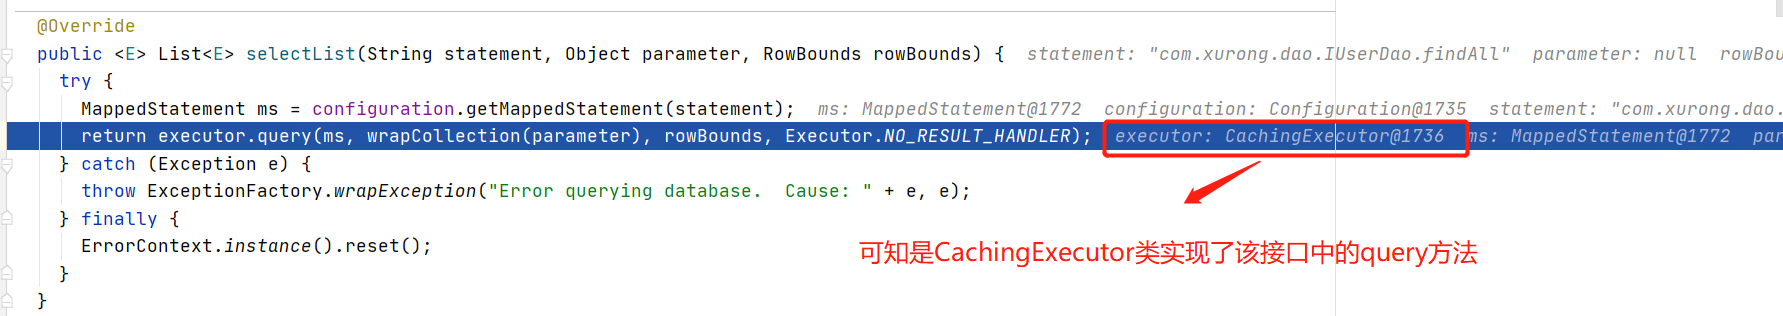 @Override
public <E> List<E> selectList(String statement, Object parameter, RowBounds rowBounds) { statement: "com.xurong.dao.IUserDao.findAll" parameter: null rowBou
try {
MappedStatement ms = configuration.getMappedStatement(statement); ms: MappedStatement@1772 configuration: Configuration@1735 statement: "com.xurong.dao.
return executor.query(ms, wrapCollection(parameter), rowBounds, Executor.NO_RESULT_HANDLER); executor: CachingExecutor@1736 ms: MappedStatement@1772 par
} catch (Exception e) {
throw ExceptionFactory.wrapException("Error querying database.  Cause: " + e, e);
} finally {
ErrorContext.instance().reset();
}
}
可知是CachingExecutor类实现了该接口中的query方法